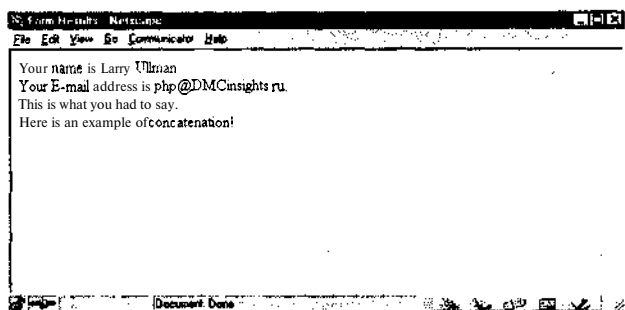 Form Results - Netscape
File Edit View Go Communicator Help
Your name is Larry Ullman
Your E-mail address is php@DMCinsights ru.
This is what you had to say.
Here is an example ofconcatenation!
Document: Done